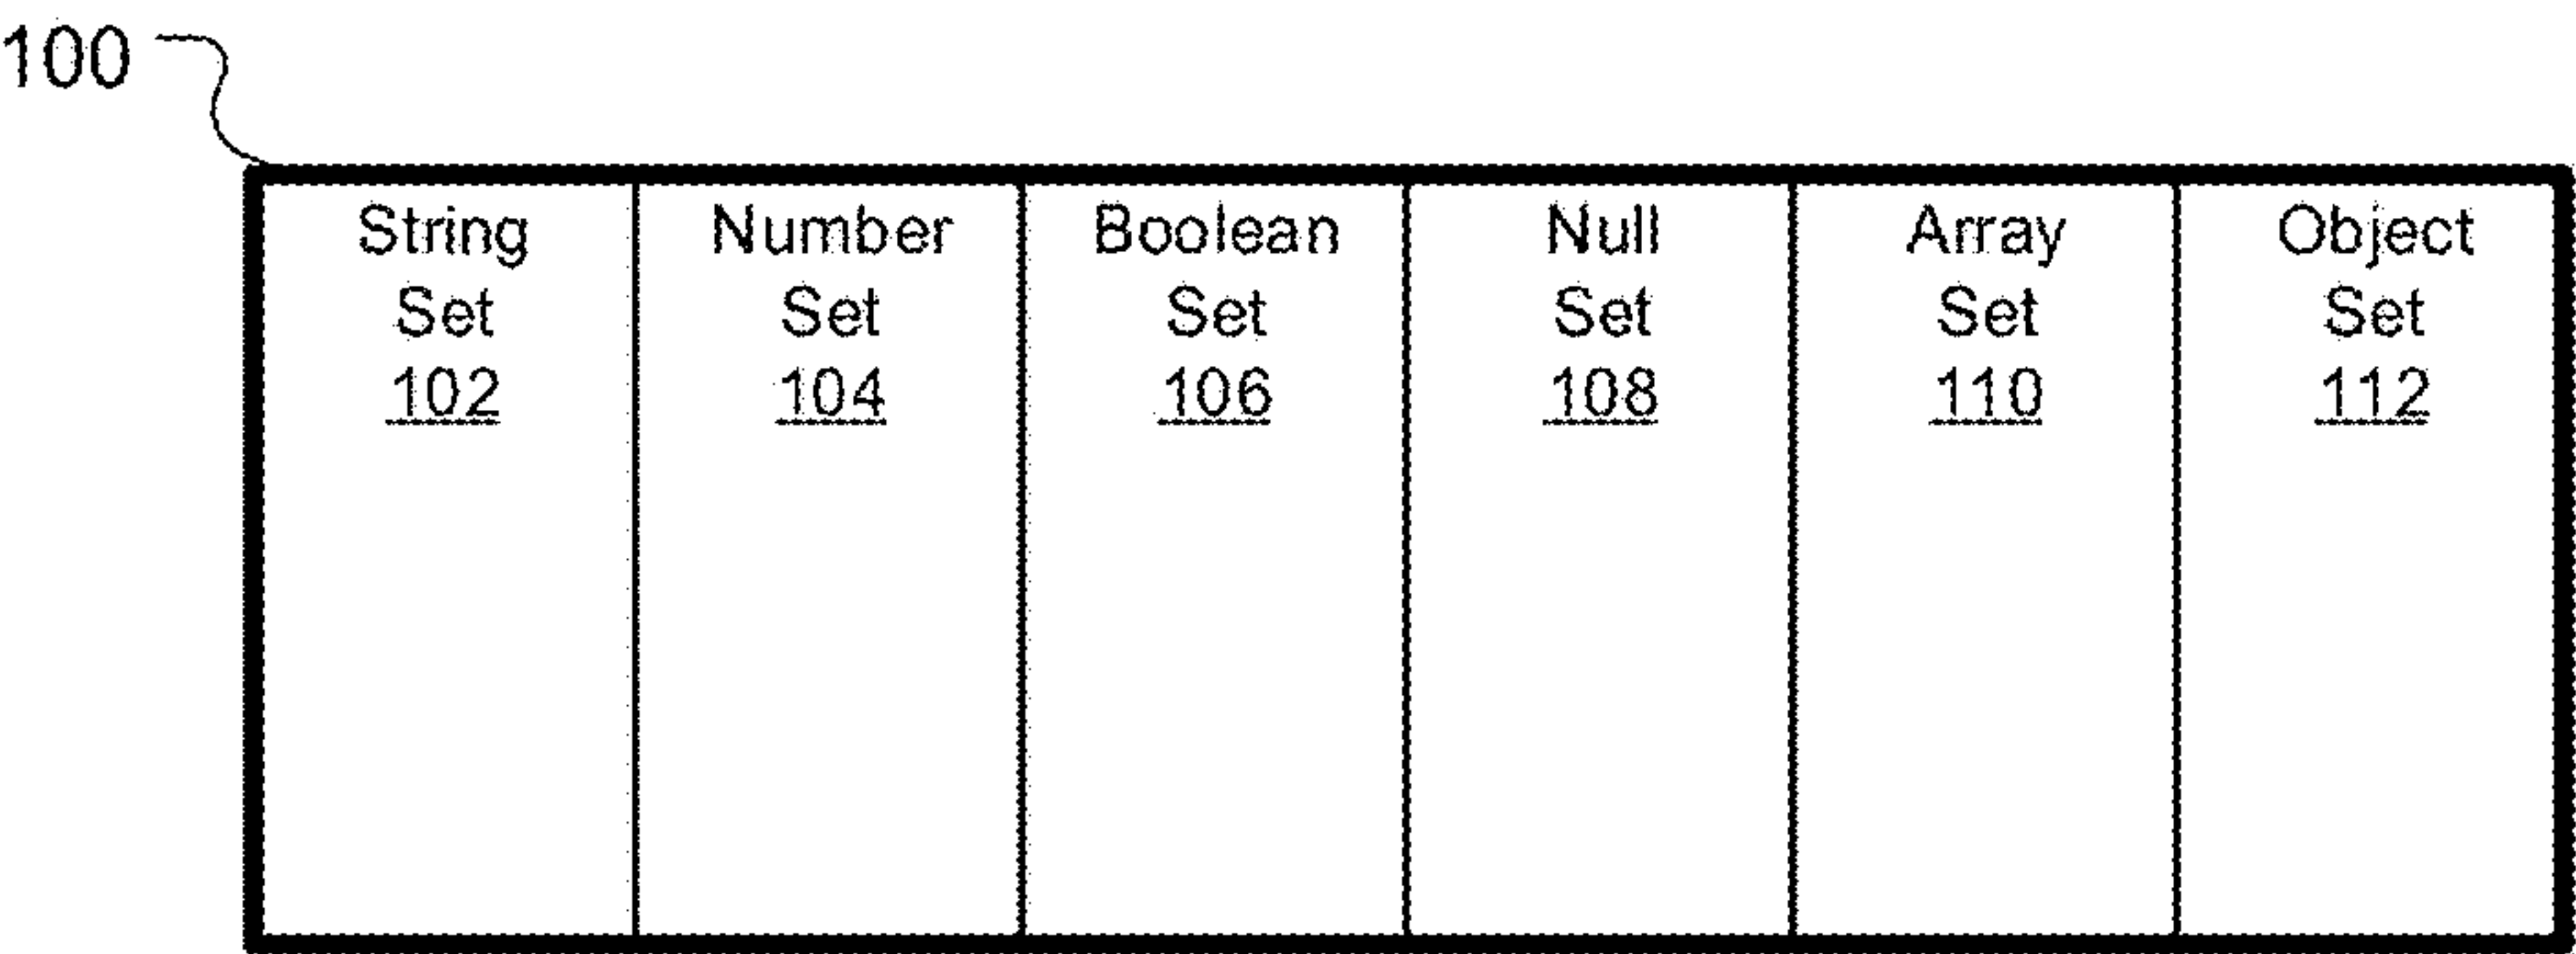 100
String
Set
102
Number
Set
104
Boolean
Set
106
Null
Set
108
Array
Set
110
Object
Set
112